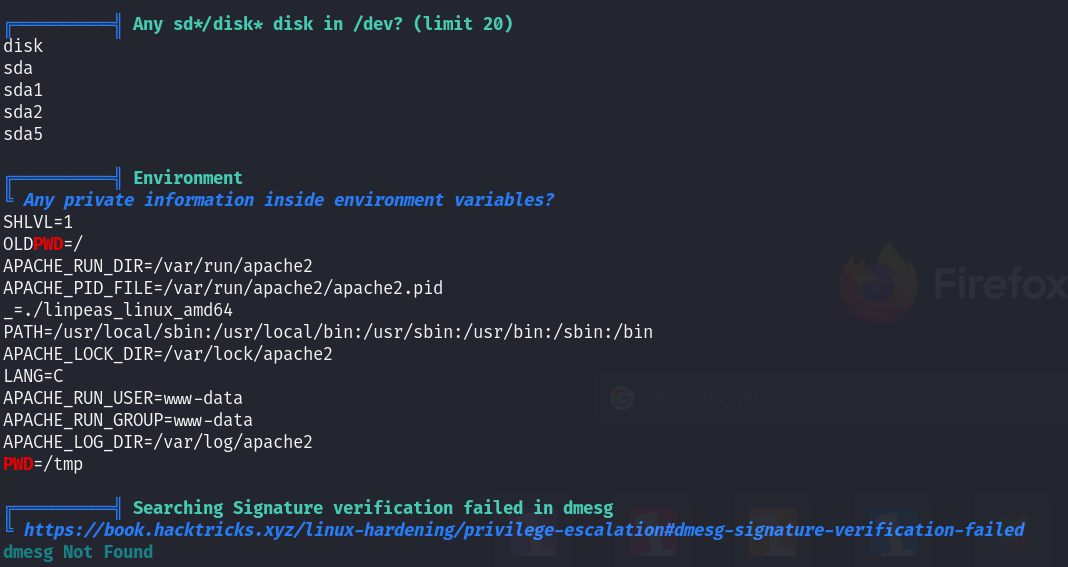 ╔══════════╣ Any sd*/disk* disk in /dev? (limit 20)
disk
sda
sda1
sda2
sda5
╔══════════╣ Environment
╚ Any private information inside environment variables?
SHLVL=1
OLDPWD=/
APACHE_RUN_DIR=/var/run/apache2
APACHE_PID_FILE=/var/run/apache2/apache2.pid
_=./linpeas_linux_amd64
PATH=/usr/local/sbin:/usr/local/bin:/usr/sbin:/usr/bin:/sbin:/bin
APACHE_LOCK_DIR=/var/lock/apache2
LANG=C
APACHE_RUN_USER=www-data
APACHE_RUN_GROUP=www-data
APACHE_LOG_DIR=/var/log/apache2
PWD=/tmp
╔══════════╣ Searching Signature verification failed in dmesg
╚ https://book.hacktricks.xyz/linux-hardening/privilege-escalation#dmesg-signature-verification-failed
dmesg Not Found
Firefox
Search the web